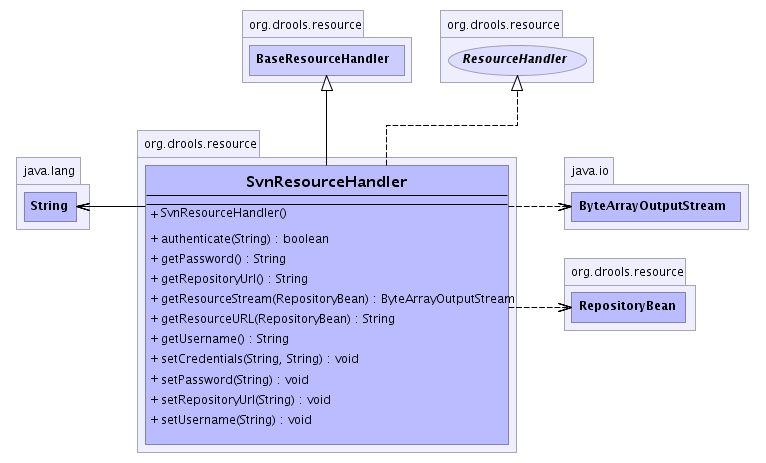 org.drools.resource
BaseResourceHandler
org.drools.resource
ResourceHandler
org.drools.resource
SvnResourceHandler
+ SvnResourceHandler()
+ authenticate(String) : boolean
+ getPassword() : String
+ getRepositoryUrl() : String
+ getResourceStream(RepositoryBean) : ByteArrayOutputStream
+ getResourceURL(RepositoryBean) : String
+ getUsername() : String
+ setCredentials(String, String) : void
+ setPassword(String) : void
+ setRepositoryUrl(String) : void
+ setUsername(String) : void
java.lang
String
java.io
ByteArrayOutputStream
org.drools.resource
RepositoryBean